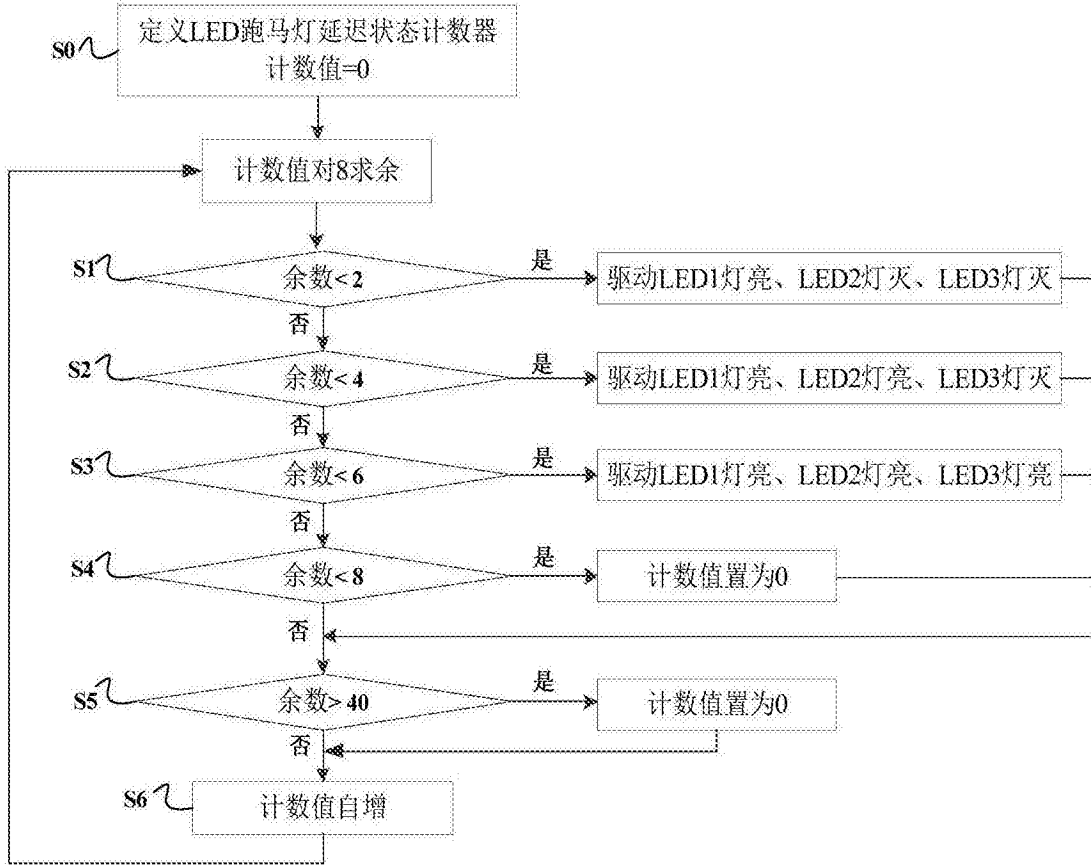 定义LED跑马灯延迟状态计数器
S0
计数值=0
计数值对8求余
S1
余数<2
是
驱动LED1灯亮、LED2灯灭、LED3灯灭
否
S2
余数<4
是
驱动LED1灯亮、LED2灯亮、LED3灯灭
否
S3
余数<6
是
驱动LED1灯亮、LED2灯亮、LED3灯亮
否
S4
余数<8
是
计数值置为0
否
S5
余数>40
是
计数值置为0
否
S6
计数值自增